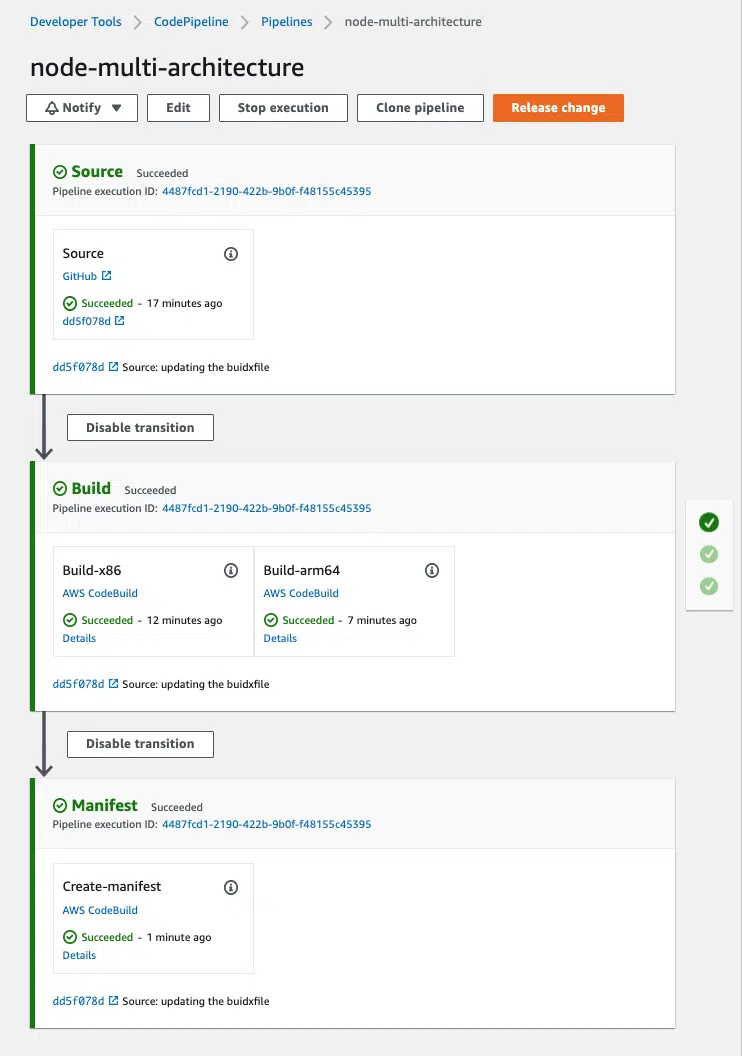 Developer Tools CodePipeline Pipelines node-multi-architecture
node-multi-architecture
Notify Edit Stop execution Clone pipeline Release change
Source Succeeded
Pipeline execution ID: 4487fcd1-2190-422b-9b0f-f48155c45395
Source
GitHub
Succeeded - 17 minutes ago
dd5f078d
dd5f078d Source: updating the buidxfile
Disable transition
Build Succeeded
Pipeline execution ID: 4487fcd1-2190-422b-9b0f-f48155c45395
Build-x86 Build-arm64
AWS CodeBuild AWS CodeBuild
Succeeded - 12 minutes ago Succeeded - 7 minutes ago
Details Details
dd5f078d Source: updating the buidxfile
Disable transition
Manifest Succeeded
Pipeline execution ID: 4487fcd1-2190-422b-9b0f-f48155c45395
Create-manifest
AWS CodeBuild
Succeeded - 1 minute ago
Details
dd5f078d Source: updating the buidxfile